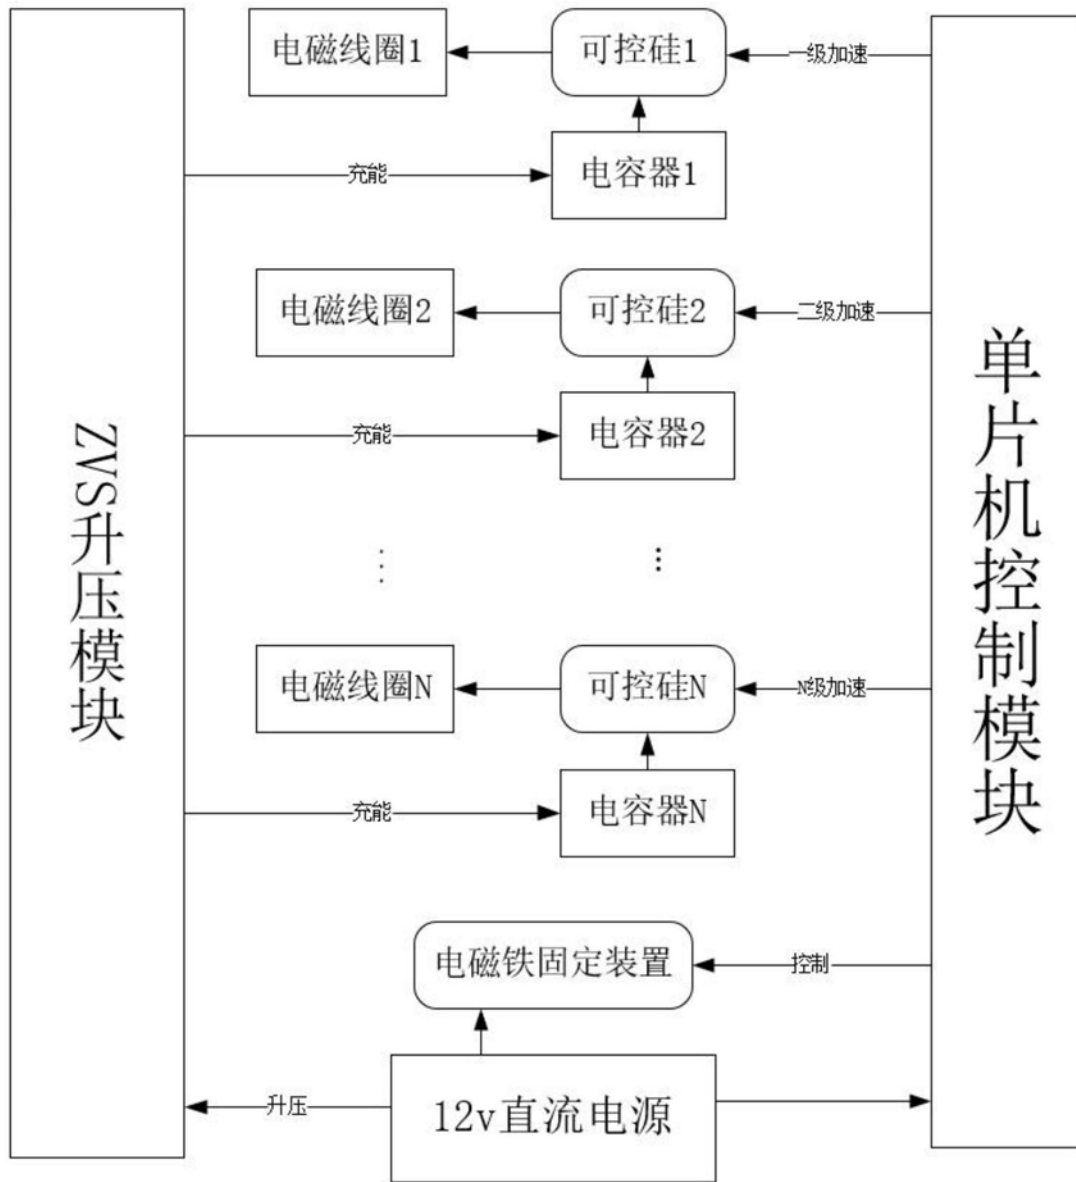 电磁线圈1
可控硅1
一级加速
充能
电容器1
电磁线圈2
可控硅2
二级加速
充能
电容器2
ZVS升压模块
单片机控制模块
...
...
电磁线圈N
可控硅N
N级加速
充能
电容器N
电磁铁固定装置
控制
升压
12v直流电源